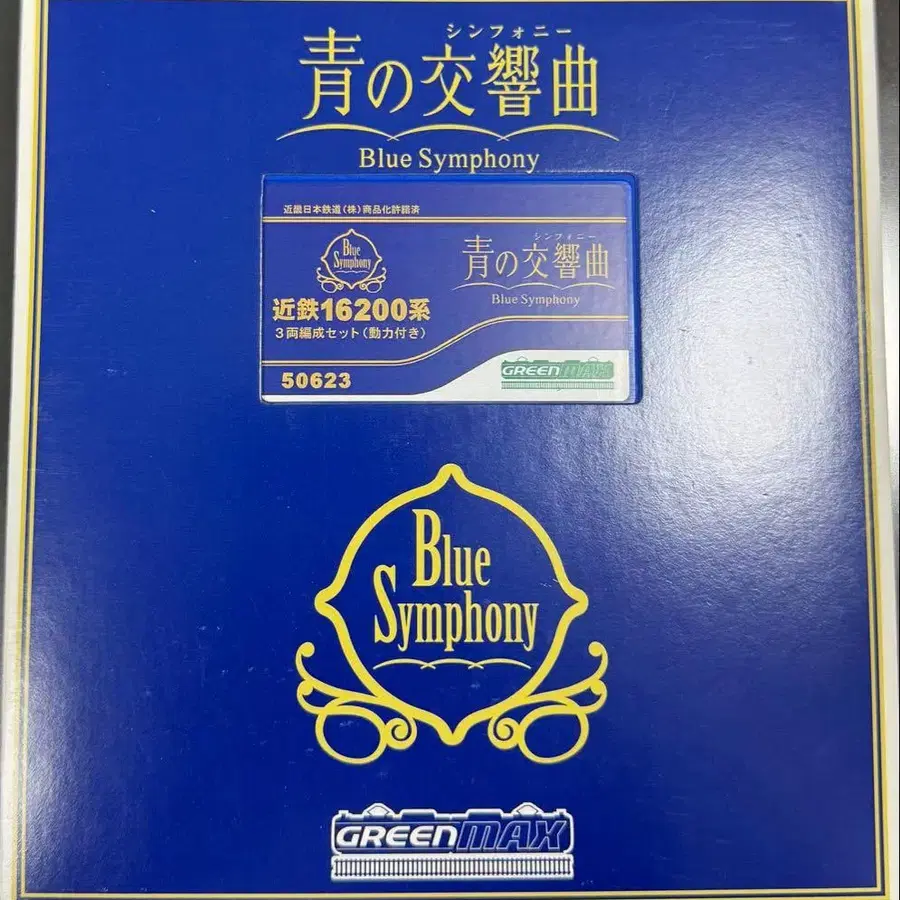 シンフォニー
青の交響曲
Blue Symphony
近畿日本鉄道(株)商品化許諾済
Blue
Symphony
シンフォニー
青の交響曲
Blue Symphony
近鉄16200系
3両編成セット(動力付き)
50623
GREENMAX
Blue
Symphony
GREENMAX